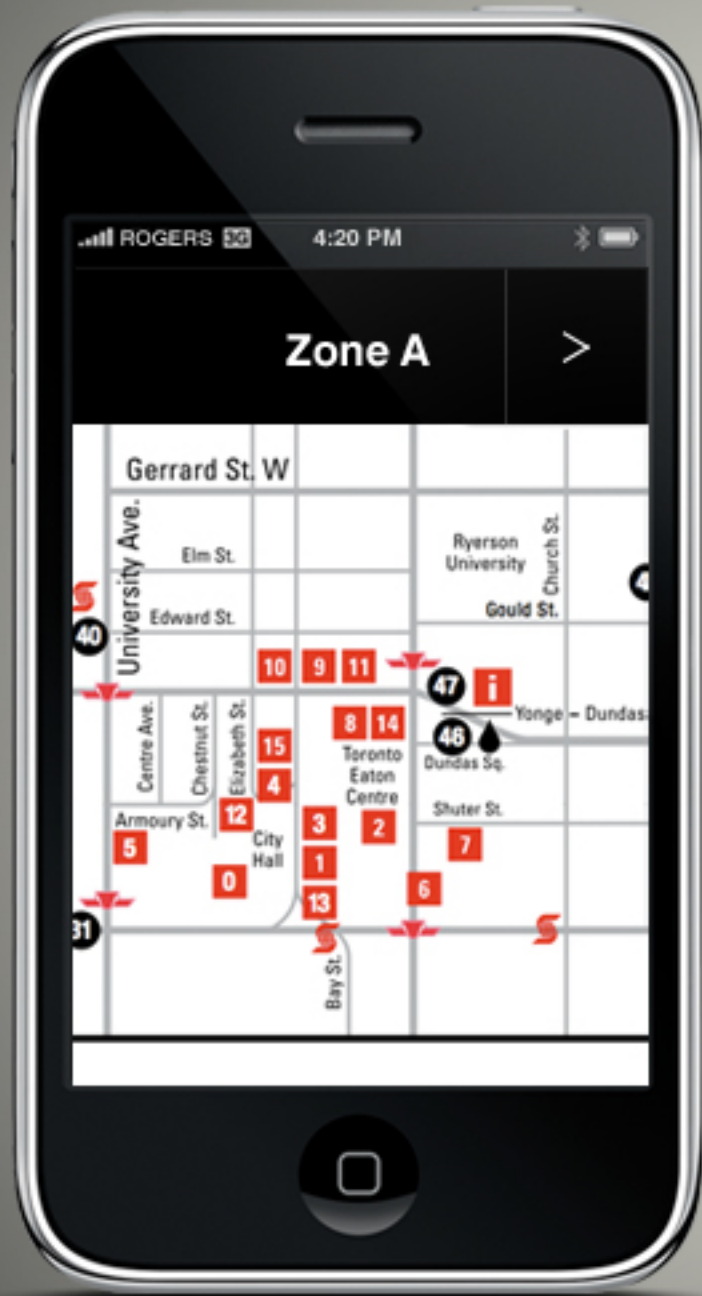 ROGERS 3G 4:20 PM
Zone A >
Gerrard St. W
University Ave.
Elm St.
Ryerson
University
Church St.
Edward St.
Gould St.
40
10 9 11
47 i
8 14
Yonge - Dundas
46
Centre Ave.
Chestnut St.
Elizabeth St.
15
Toronto
Eaton
Centre
Dundas Sq.
4
Armoury St.
12
3
2
Shuter St.
5
City
Hall
7
1
0
6
13
31
Bay St.